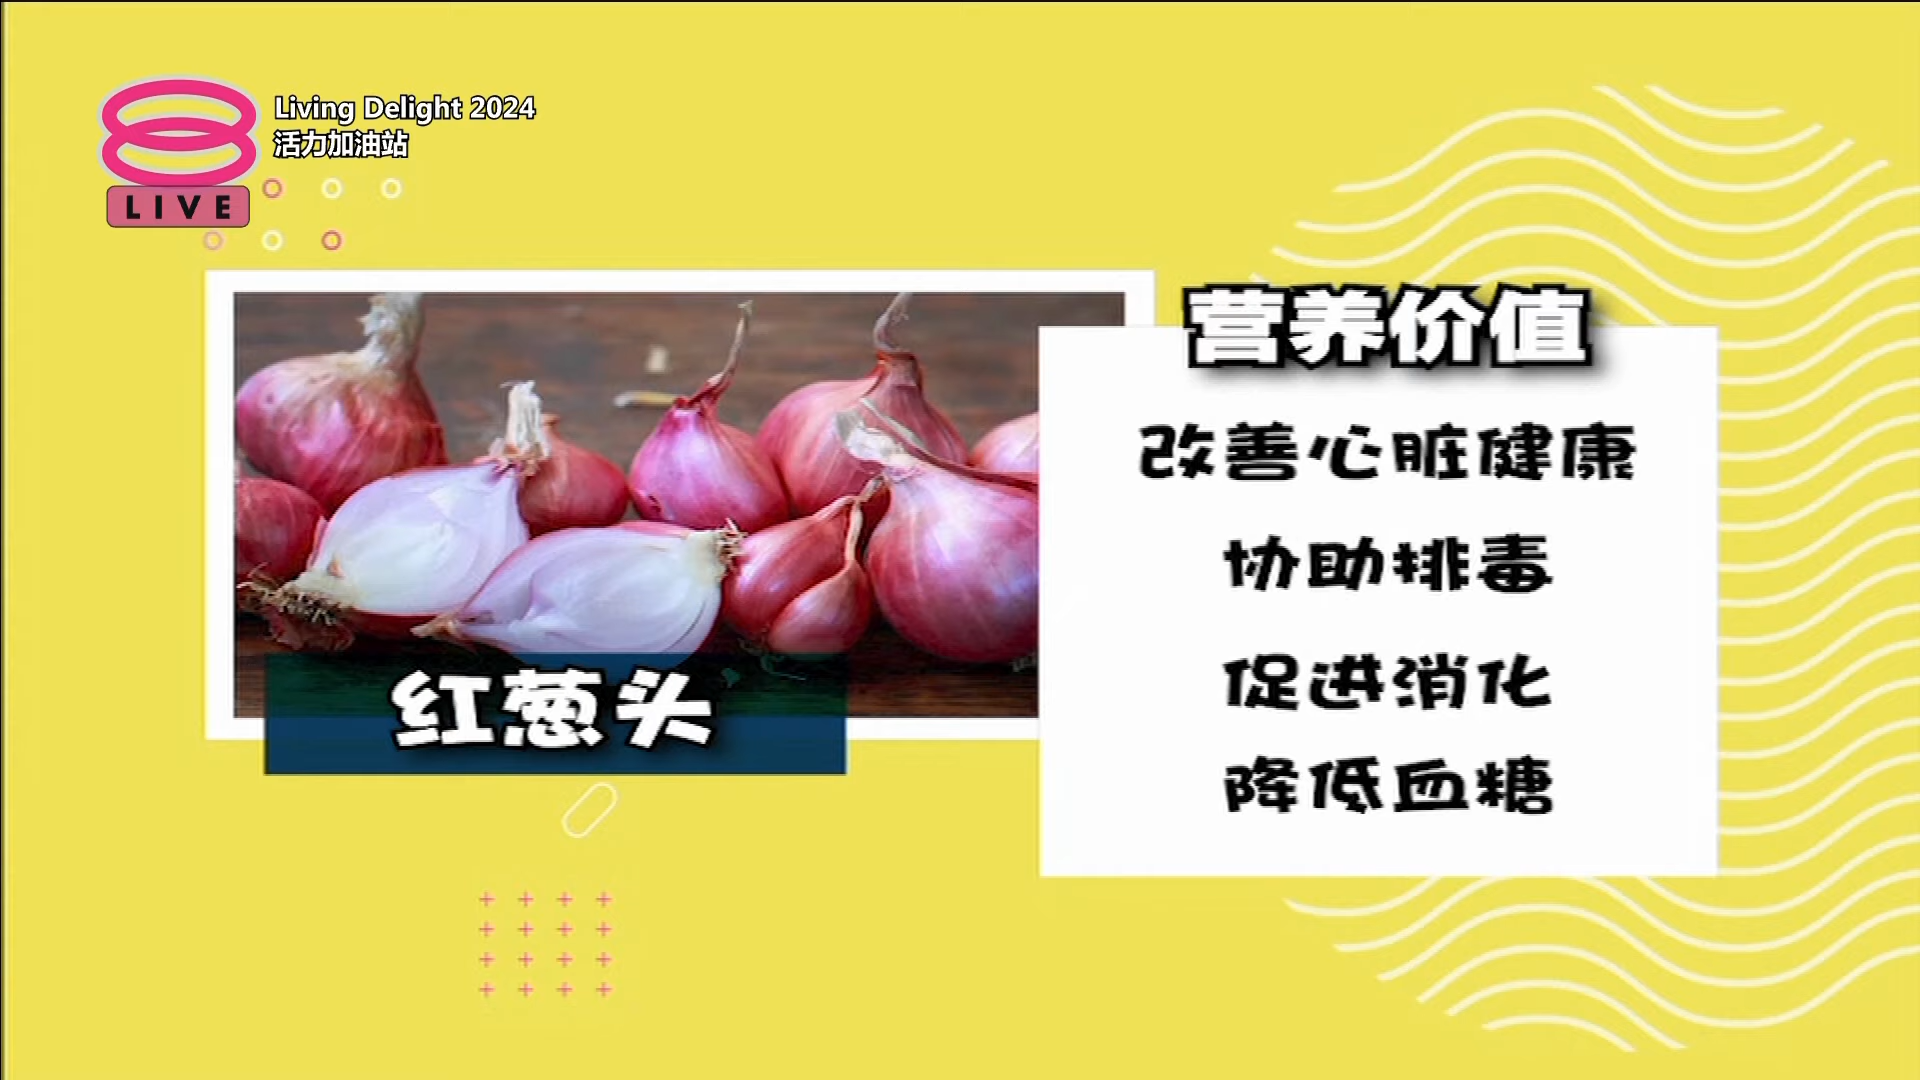 Living Delight 2024
活力加油站
LIVE
营养价值
改善心脏健康
协助排毒
促进消化
降低血糖
红葱头